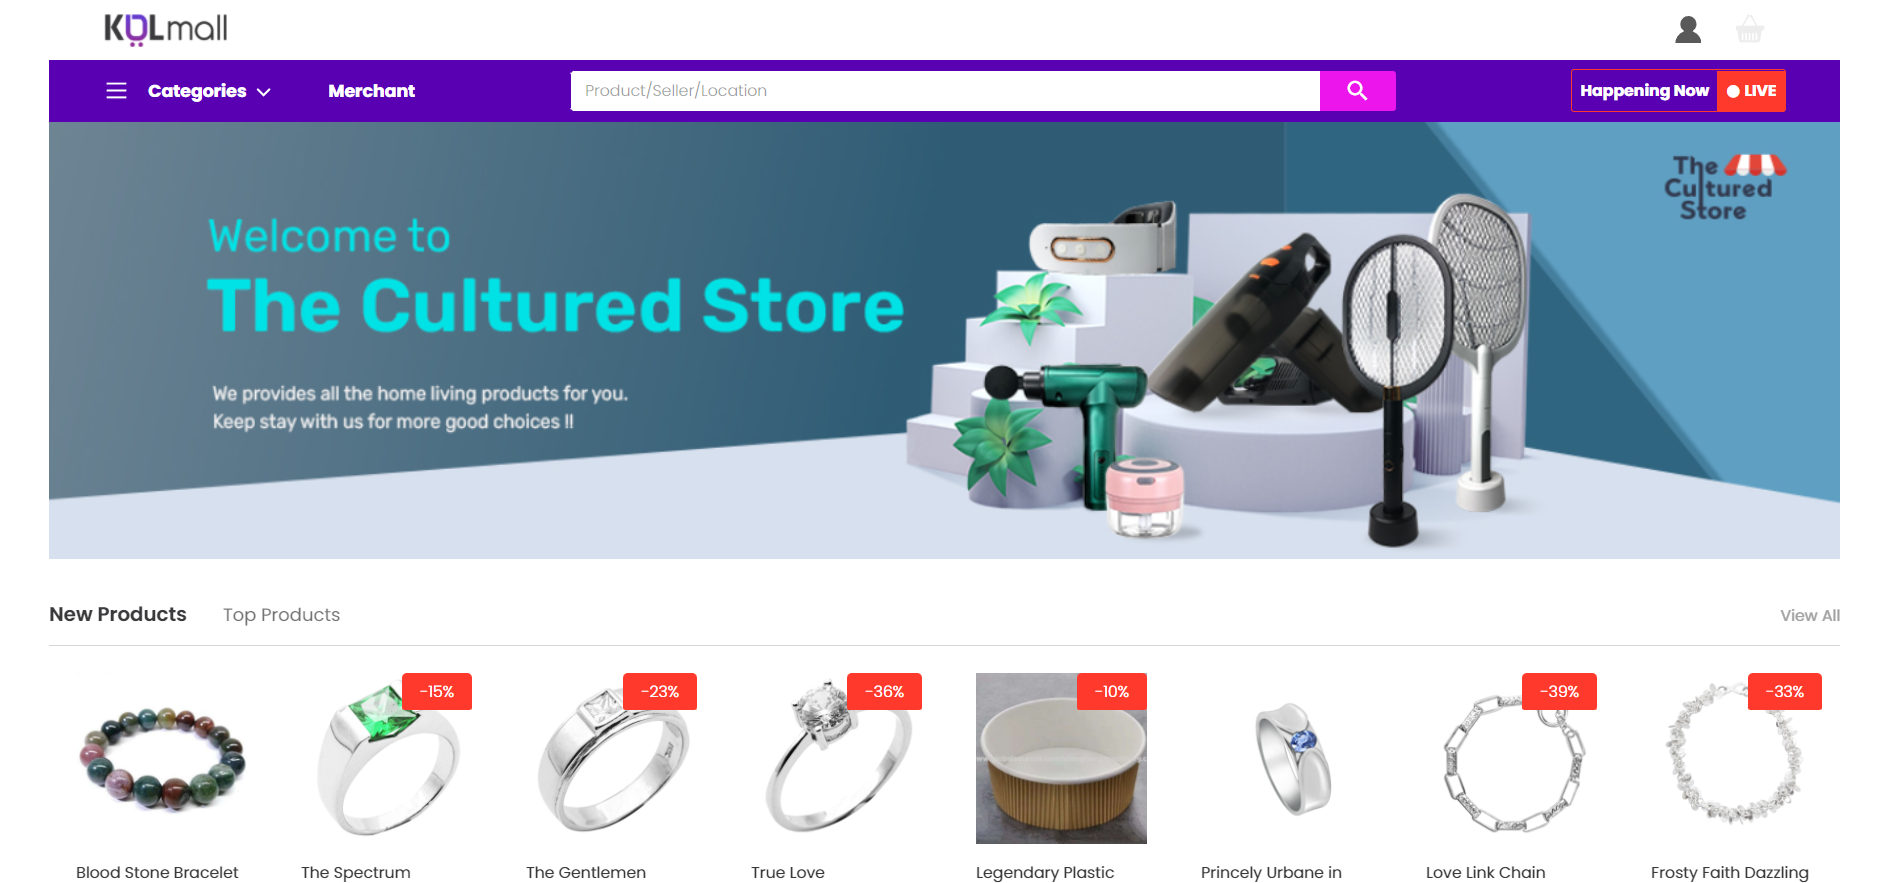 KOLmall
Categories
Merchant
Product/Seller/Location
Happening Now
LIVE
The
Cultured
Store
Welcome to
The Cultured Store
We provides all the home living products for you.
Keep stay with us for more good choices !!
New Products
Top Products
View All
-15%
-23%
-36%
-10%
-39%
-33%
Blood Stone Bracelet
The Spectrum
The Gentlemen
True Love
Legendary Plastic
Princely Urbane in
Love Link Chain
Frosty Faith Dazzling